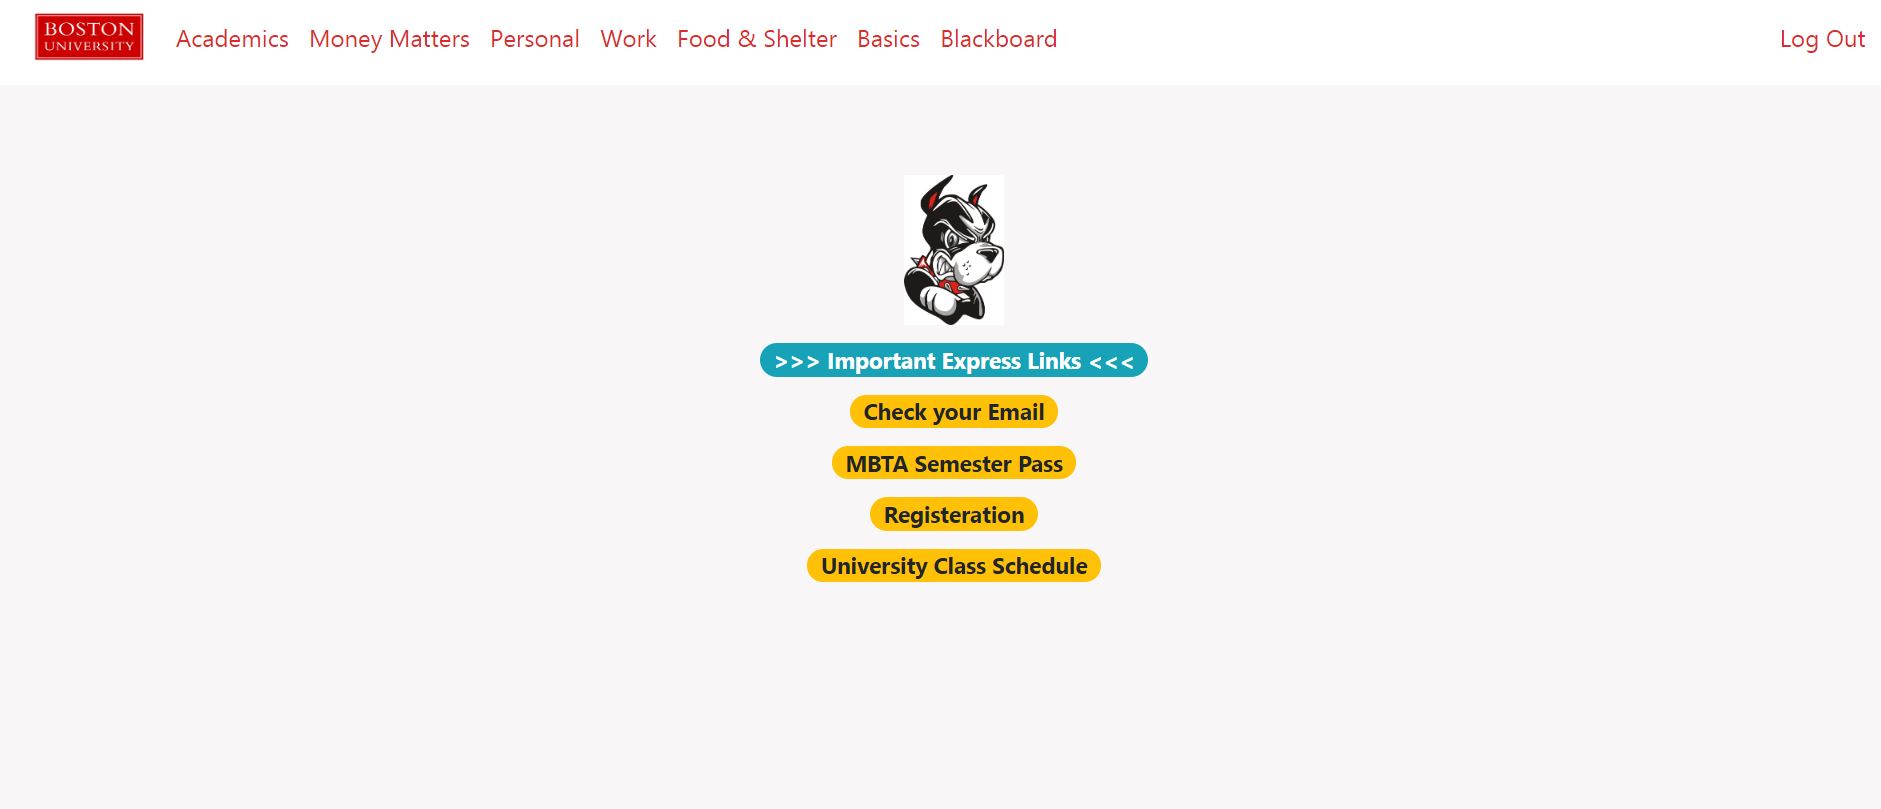 BOSTON
UNIVERSITY
Academics Money Matters Personal Work Food & Shelter Basics Blackboard Log Out
>>> Important Express Links <<<
Check your Email
MBTA Semester Pass
Registeration
University Class Schedule